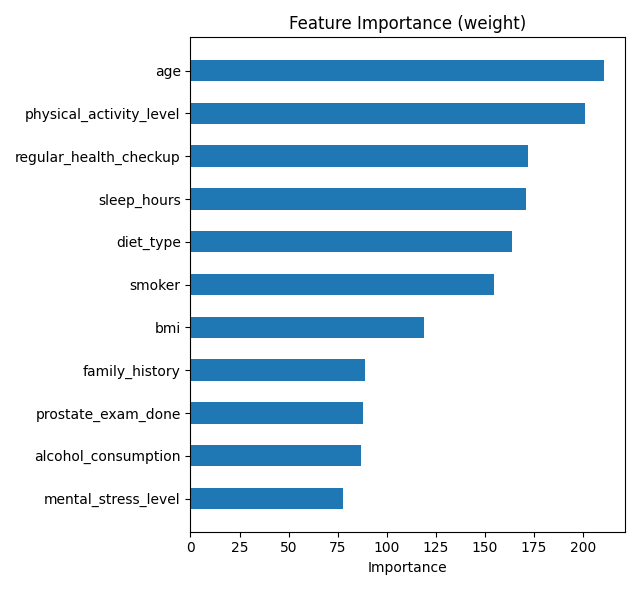 Feature Importance (weight)
age
physical_activity_level
regular_health_checkup
sleep_hours
diet_type
smoker
bmi
family_history
prostate_exam_done
alcohol_consumption
mental_stress_level
0 25 50 75 100 125 150 175 200
Importance